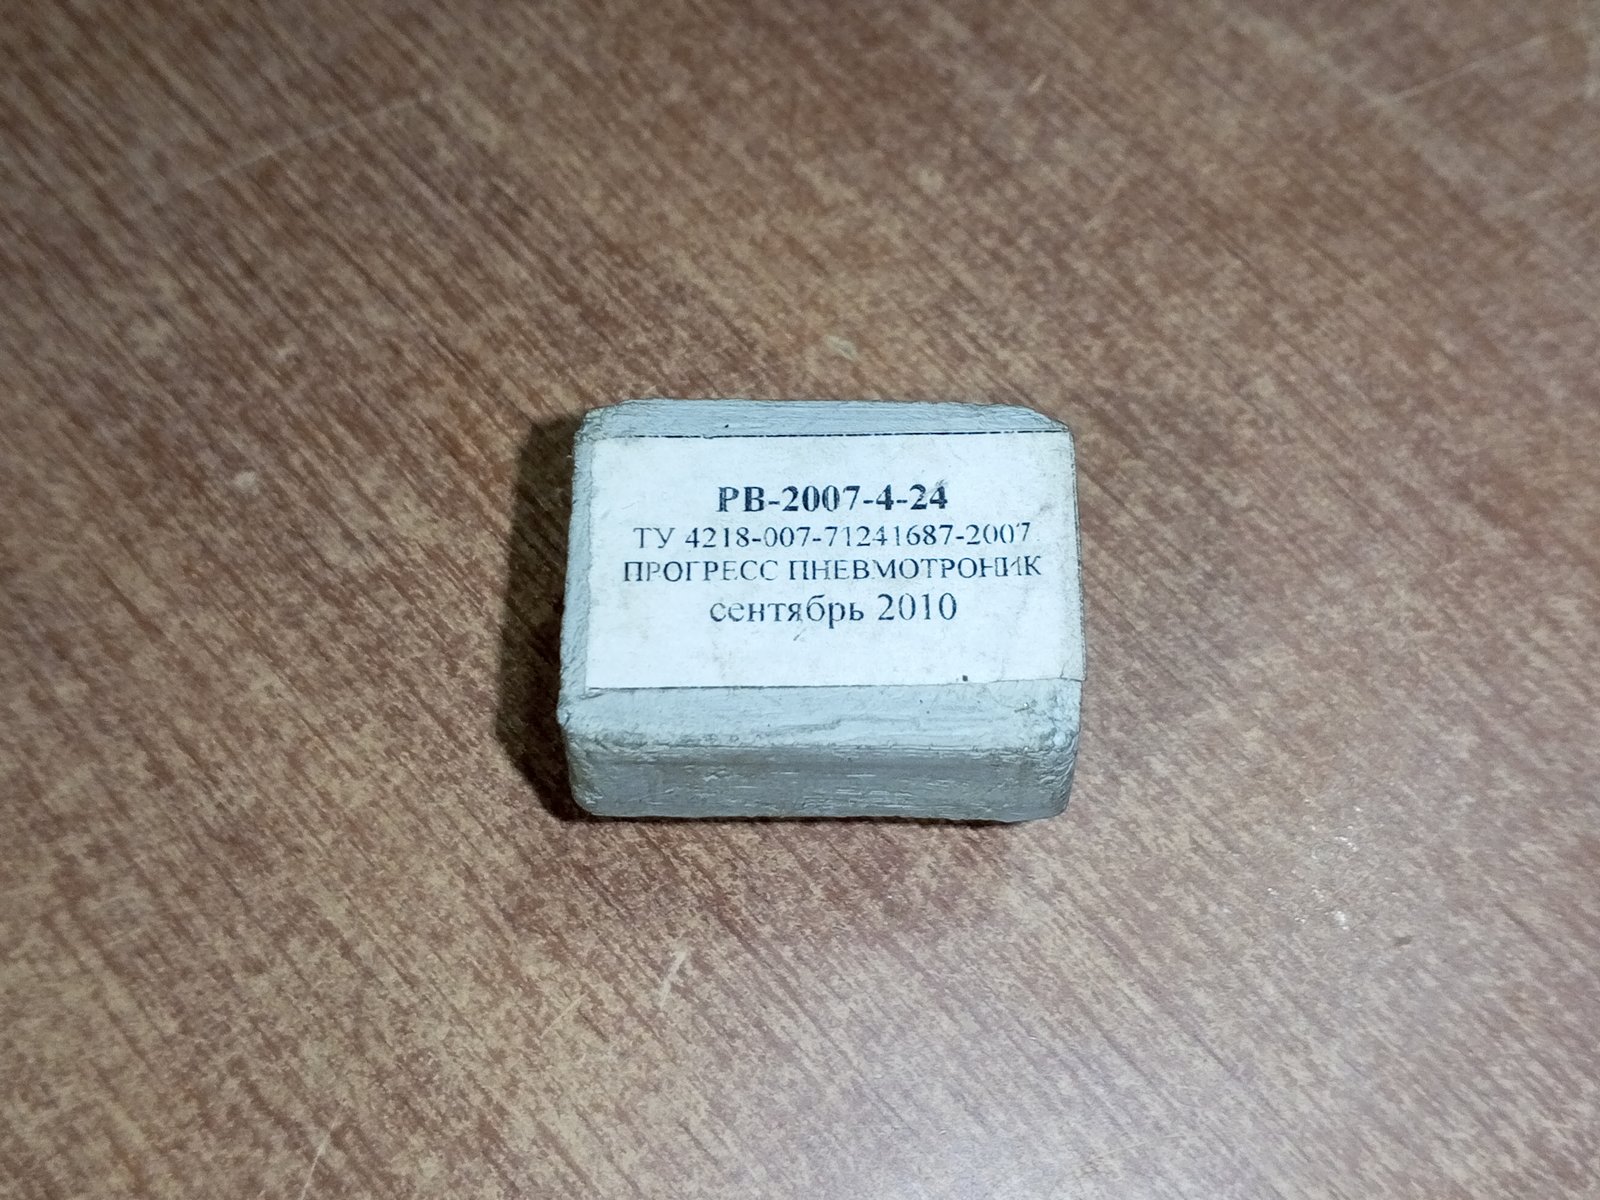 РВ-2007-4-24
ТУ 4218-007-71241687-2007
ПРОГРЕСС ПНЕВМОТРОНИК
сентябрь 2010